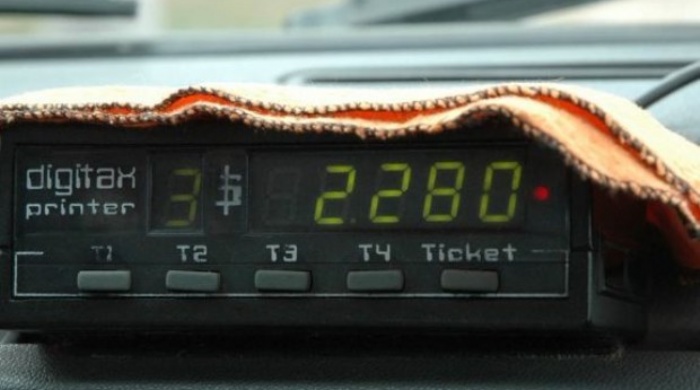 digitax 3 $ 2280
printer
T1 T2 T3 T4 Ticket